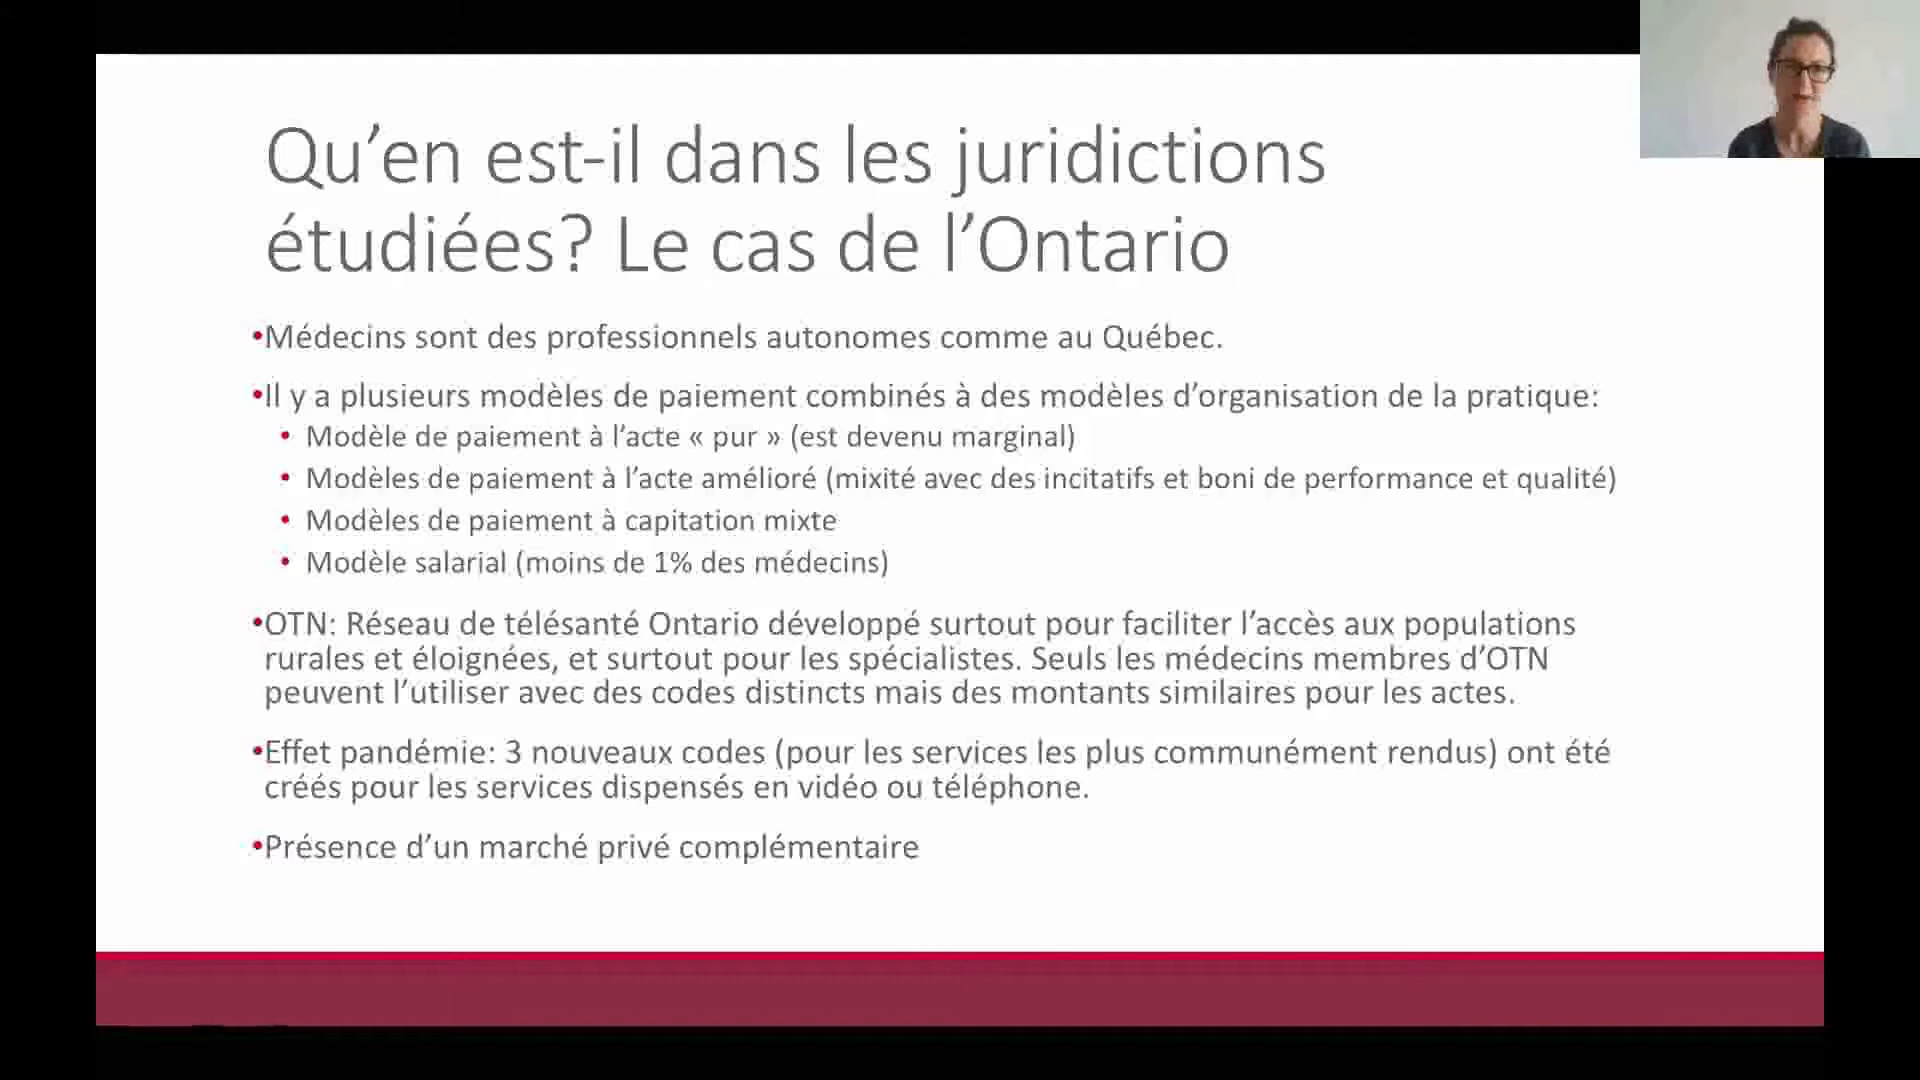 Qu’en est-il dans les juridictions
étudiées? Le cas de l’Ontario
•Médecins sont des professionnels autonomes comme au Québec.
•Il y a plusieurs modèles de paiement combinés à des modèles d’organisation de la pratique:
• Modèle de paiement à l’acte « pur » (est devenu marginal)
• Modèles de paiement à l’acte amélioré (mixité avec des incitatifs et boni de performance et qualité)
• Modèles de paiement à capitation mixte
• Modèle salarial (moins de 1% des médecins)
•OTN: Réseau de télésanté Ontario développé surtout pour faciliter l’accès aux populations
rurales et éloignées, et surtout pour les spécialistes. Seuls les médecins membres d’OTN
peuvent l’utiliser avec des codes distincts mais des montants similaires pour les actes.
•Effet pandémie: 3 nouveaux codes (pour les services les plus communément rendus) ont été
créés pour les services dispensés en vidéo ou téléphone.
•Présence d’un marché privé complémentaire